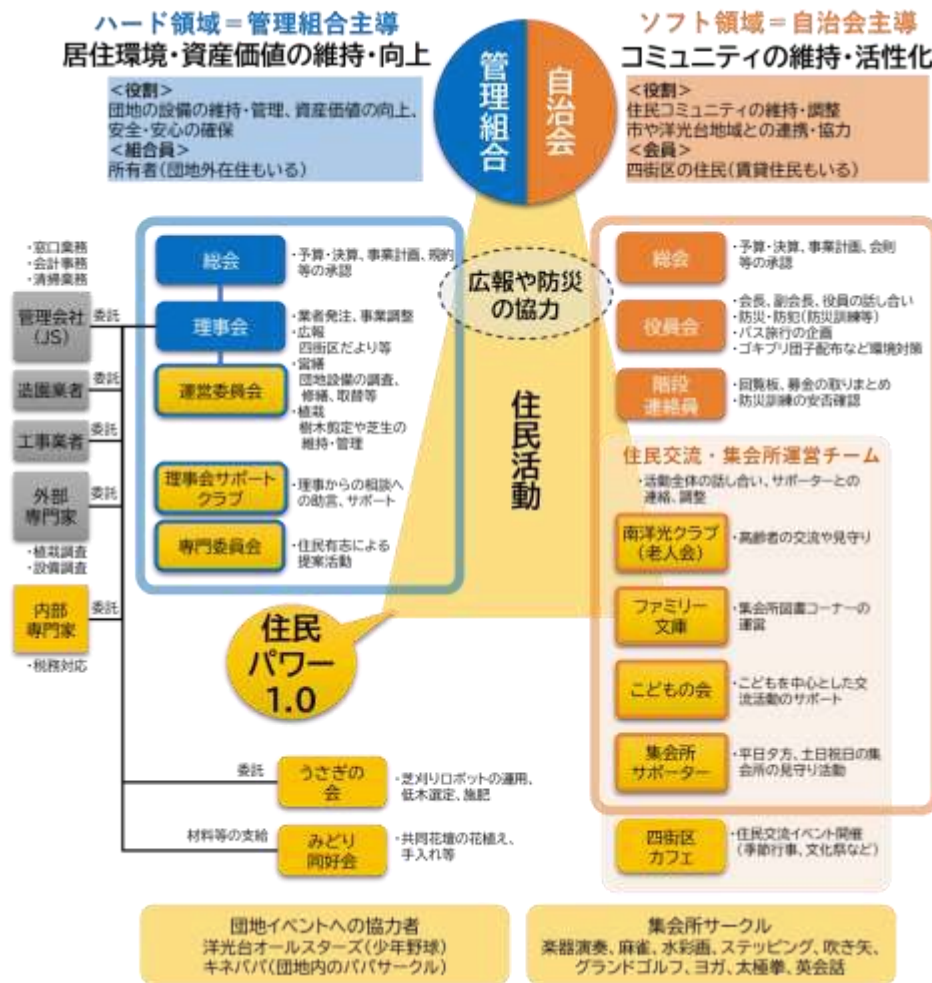 ハード領域=管理組合主導
居住環境・資産価値の維持・向上
<役割>
団地の設備の維持・管理、資産価値の向上、
安全・安心の確保
<組合員>
所有者(団地外在住もいる)
管理組合
自治会
ソフト領域=自治会主導
コミュニティの維持・活性化
<役割>
住民コミュニティの維持・調整
市や洋光台地域との連携・協力
<会員>
四街区の住民(賃貸住民もいる)
広報や防災
の協力
住民活動
・窓口業務
・会計事務
・清掃業務
管理会社
(JS)
委託
造園業者
委託
工事業者
委託
外部
専門家
委託
・植栽調査
・設備調査
内部
専門家
委託
・税務対応
総会
・予算・決算、事業計画、規約
等の承認
理事会
・業者発注、事業調整
・広報
四街区だより等
運営委員会
・営繕
団地設備の調査、
修繕、取替等
・植栽
樹木剪定や芝生の
維持・管理
理事会サポート
クラブ
・理事からの相談へ
の助言、サポート
専門委員会
・住民有志による
提案活動
住民
パワー
1.0
委託
うさぎの
会
・芝刈りロボットの運用、
低木選定、施肥
材料等の支給
みどり
同好会
・共同花壇の花植え、
手入れ等
総会
・予算・決算、事業計画、会則
等の承認
役員会
・会長、副会長、役員の話し合い
・防災・防犯(防災訓練等)
・バス旅行の企画
・ゴキブリ団子配布など環境対策
階段
連絡員
・回覧板、募金の取りまとめ
・防災訓練の安否確認
住民交流・集会所運営チーム
・活動全体の話し合い、サポーターとの
連絡、調整
南洋光クラブ
(老人会)
・高齢者の交流や見守り
ファミリー
文庫
・集会所図書コーナーの
運営
こどもの会
・こどもを中心とした交
流活動のサポート
集会所
サポーター
・平日夕方、土日祝日の集
会所の見守り活動
四街区
カフェ
・住民交流イベント開催
(季節行事、文化祭など)
団地イベントへの協力者
洋光台オールスターズ(少年野球)
キネパパ(団地内のパパサークル)
集会所サークル
楽器演奏、麻雀、水彩画、ステッピング、吹き矢、
グランドゴルフ、ヨガ、太極拳、英会話